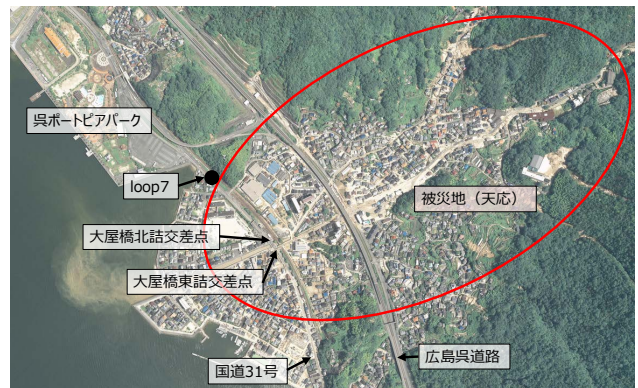 呉ポートピアパーク
loop7
被災地（天応）
大屋橋北詰交差点
大屋橋東詰交差点
国道31号
広島呉道路